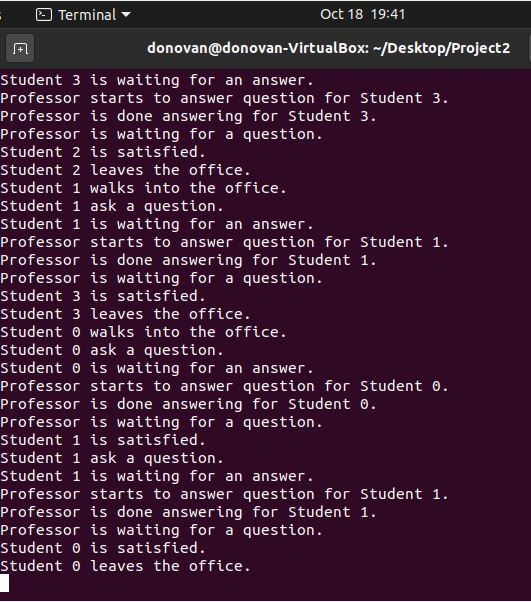 Terminal
Oct 18 19:41
donovan@donovan-VirtualBox: ~/Desktop/Project2
Student 3 is waiting for an answer.
Professor starts to answer question for Student 3.
Professor is done answering for Student 3.
Professor is waiting for a question.
Student 2 is satisfied.
Student 2 leaves the office.
Student 1 walks into the office.
Student 1 ask a question.
Student 1 is waiting for an answer.
Professor starts to answer question for Student 1.
Professor is done answering for Student 1.
Professor is waiting for a question.
Student 3 is satisfied.
Student 3 leaves the office.
Student 0 walks into the office.
Student 0 ask a question.
Student 0 is waiting for an answer.
Professor starts to answer question for Student 0.
Professor is done answering for Student 0.
Professor is waiting for a question.
Student 1 is satisfied.
Student 1 ask a question.
Student 1 is waiting for an answer.
Professor starts to answer question for Student 1.
Professor is done answering for Student 1.
Professor is waiting for a question.
Student 0 is satisfied.
Student 0 leaves the office.